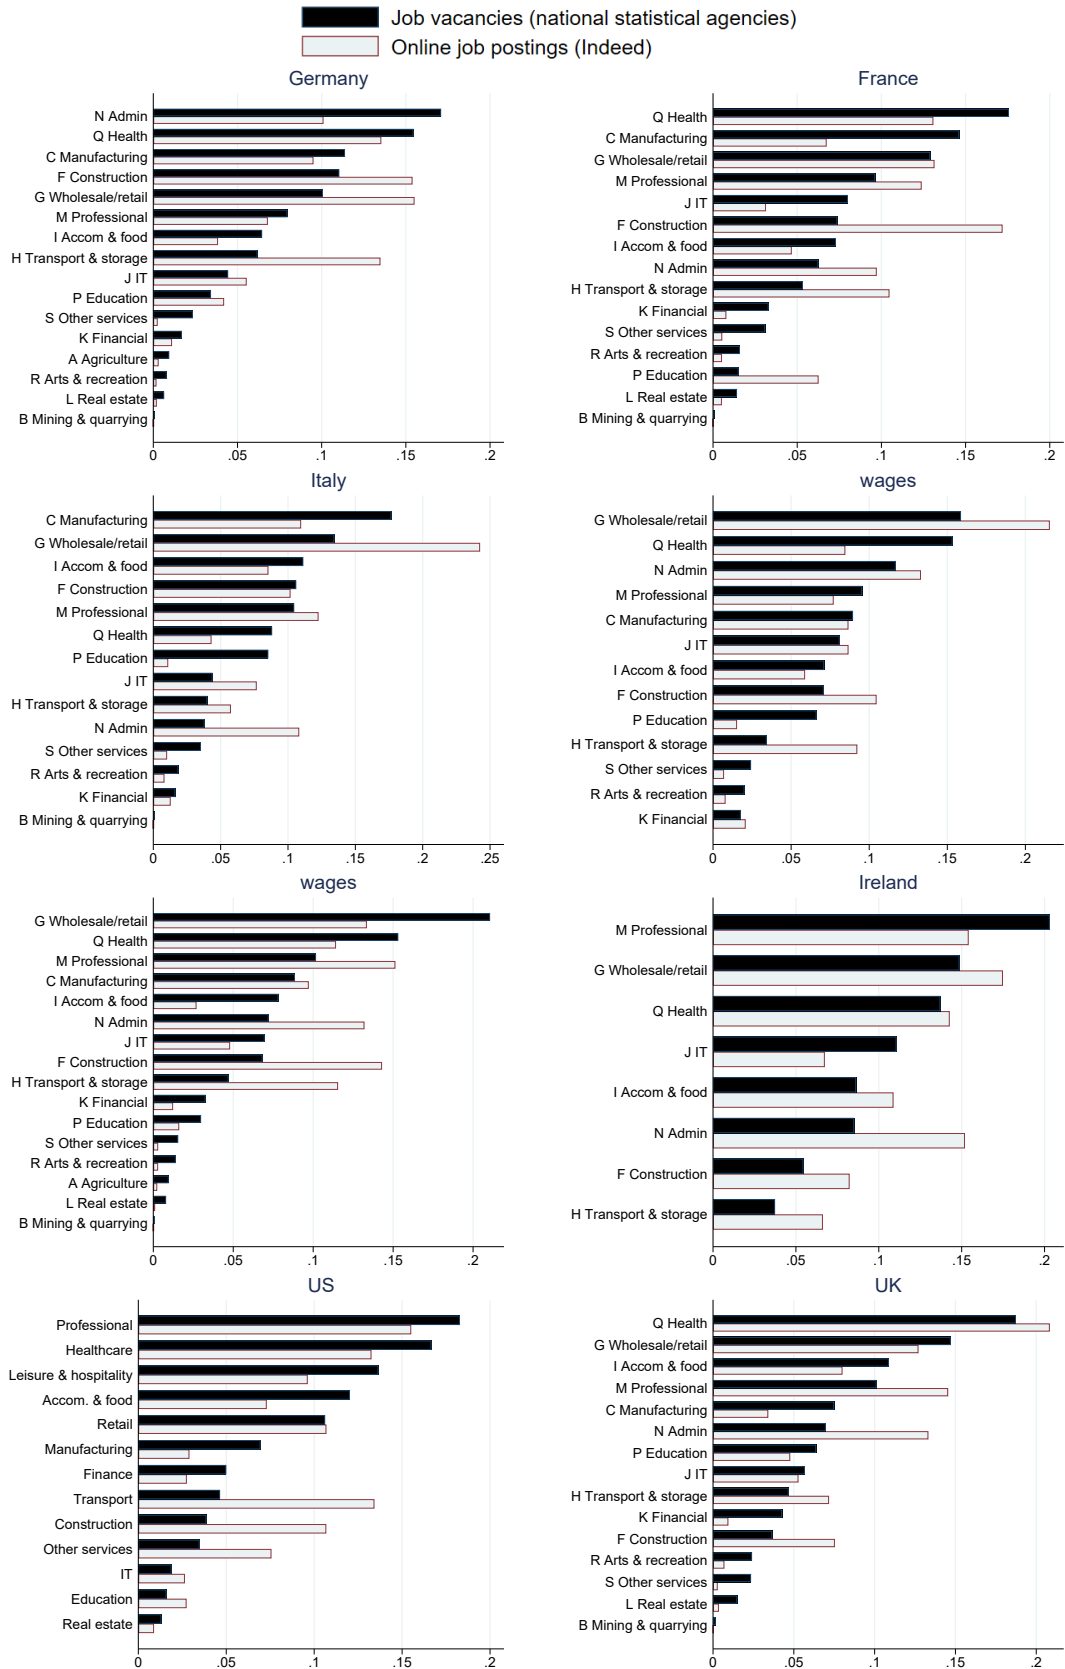 Job vacancies (national statistical agencies)
Online job postings (Indeed)
Germany
N Admin
Q Health
C Manufacturing
F Construction
G Wholesale/retail
M Professional
I Accom & food
H Transport & storage
J IT
P Education
S Other services
K Financial
A Agriculture
R Arts & recreation
L Real estate
B Mining & quarrying
0 .05 .1 .15 .2
France
Q Health
C Manufacturing
G Wholesale/retail
M Professional
J IT
F Construction
I Accom & food
N Admin
H Transport & storage
K Financial
S Other services
R Arts & recreation
P Education
L Real estate
B Mining & quarrying
0 .05 .1 .15 .2
Italy
C Manufacturing
G Wholesale/retail
I Accom & food
F Construction
M Professional
Q Health
P Education
J IT
H Transport & storage
N Admin
S Other services
R Arts & recreation
K Financial
B Mining & quarrying
0 .05 .1 .15 .2 .25
wages
G Wholesale/retail
Q Health
N Admin
M Professional
C Manufacturing
J IT
I Accom & food
F Construction
P Education
H Transport & storage
S Other services
R Arts & recreation
K Financial
0 .05 .1 .15 .2
wages
G Wholesale/retail
Q Health
M Professional
C Manufacturing
I Accom & food
N Admin
J IT
F Construction
H Transport & storage
K Financial
P Education
S Other services
R Arts & recreation
A Agriculture
L Real estate
B Mining & quarrying
0 .05 .1 .15 .2
Ireland
M Professional
G Wholesale/retail
Q Health
J IT
I Accom & food
N Admin
F Construction
H Transport & storage
0 .05 .1 .15 .2
US
Professional
Healthcare
Leisure & hospitality
Accom. & food
Retail
Manufacturing
Finance
Transport
Construction
Other services
IT
Education
Real estate
0 .05 .1 .15 .2
UK
Q Health
G Wholesale/retail
I Accom & food
M Professional
C Manufacturing
N Admin
P Education
J IT
H Transport & storage
K Financial
F Construction
R Arts & recreation
S Other services
L Real estate
B Mining & quarrying
0 .05 .1 .15 .2